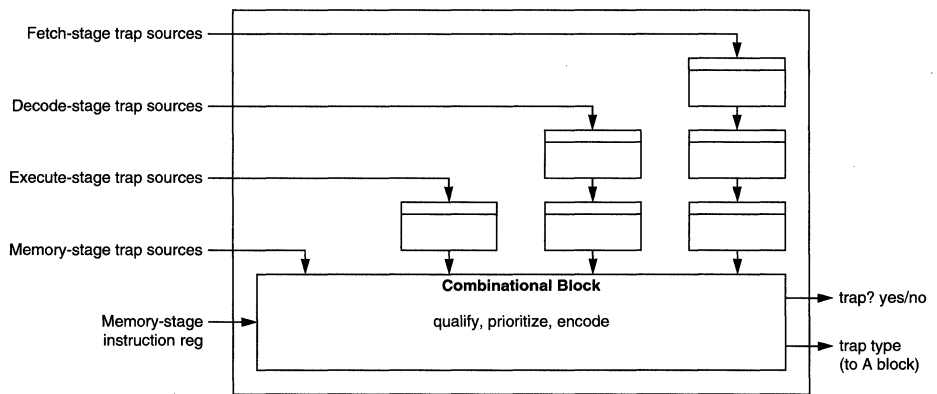 Fetch-stage trap sources
Decode-stage trap sources
Execute-stage trap sources
Memory-stage trap sources
Combinational Block
qualify, prioritize, encode
Memory-stage
instruction reg
trap? yes/no
trap type
(to A block)